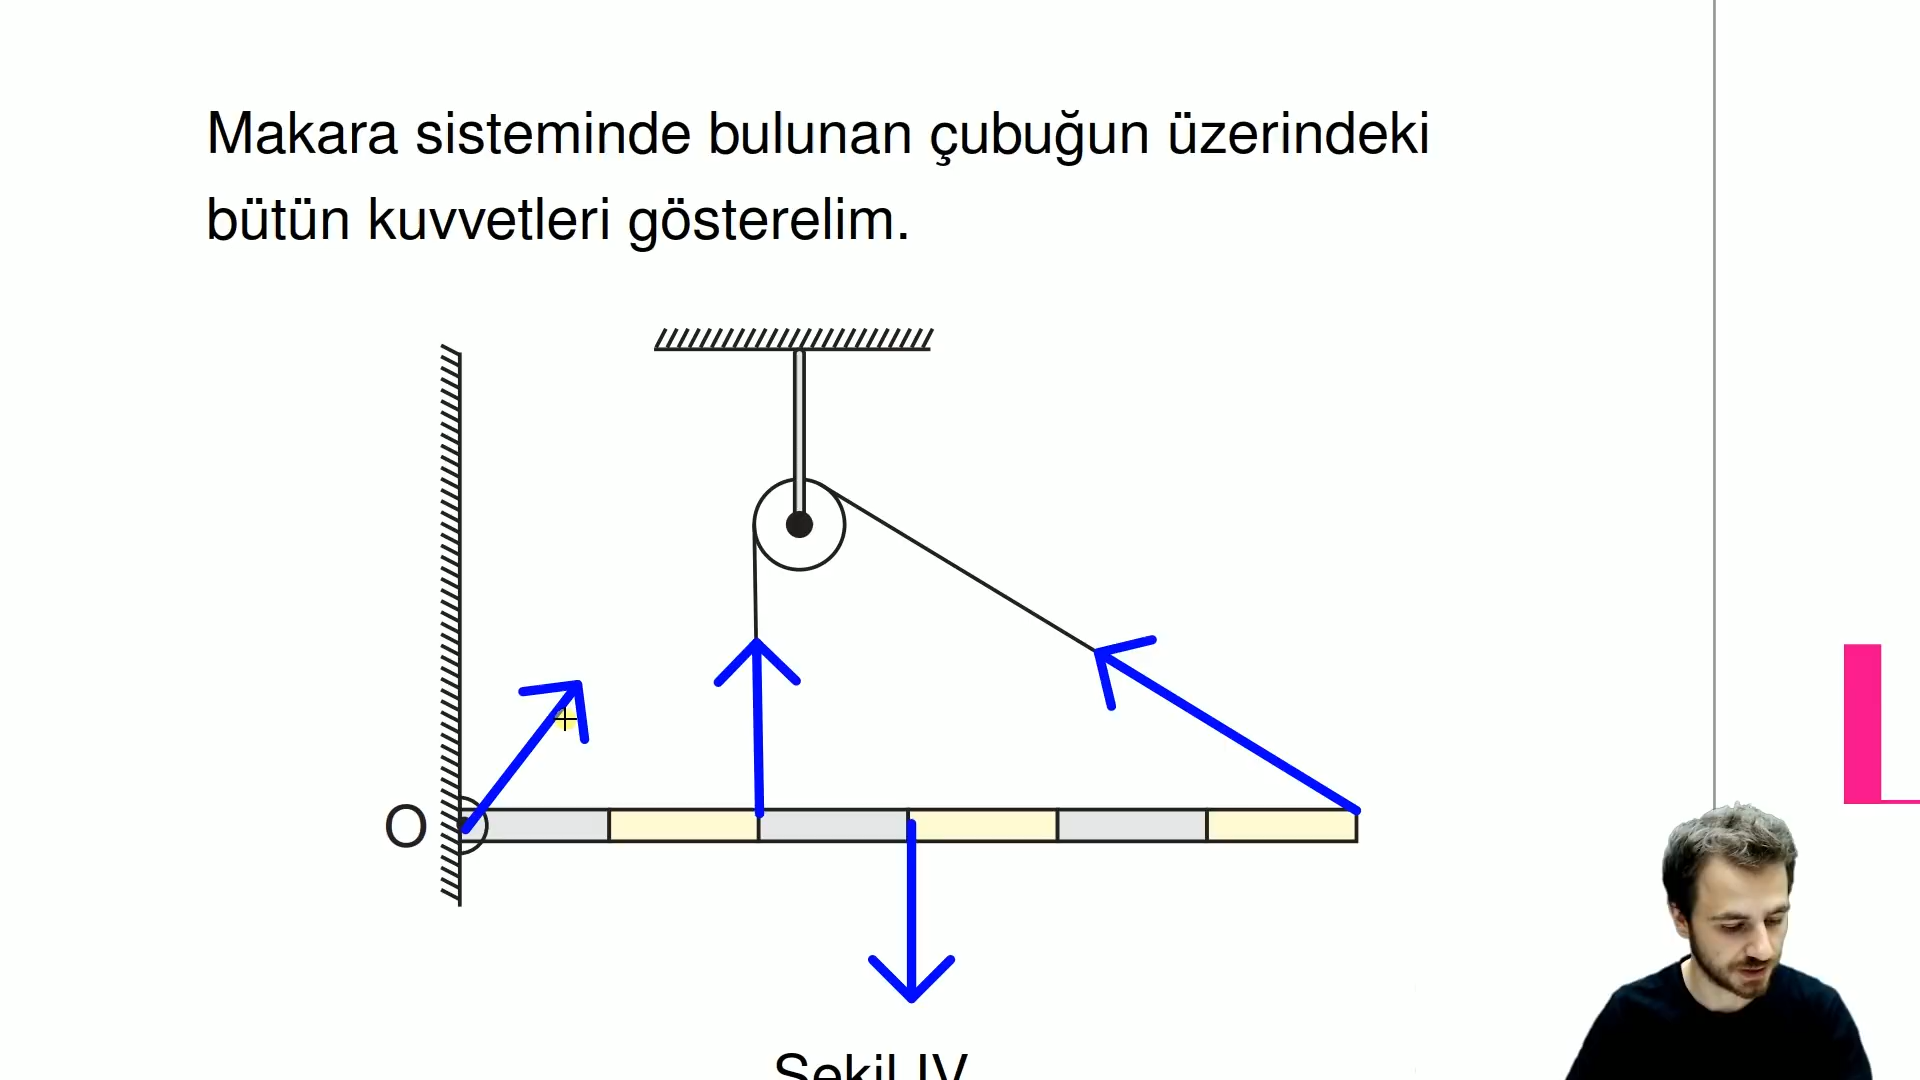 Makara sisteminde bulunan çubuğun üzerindeki
bütün kuvvetleri gösterelim.
O
Şekil IV